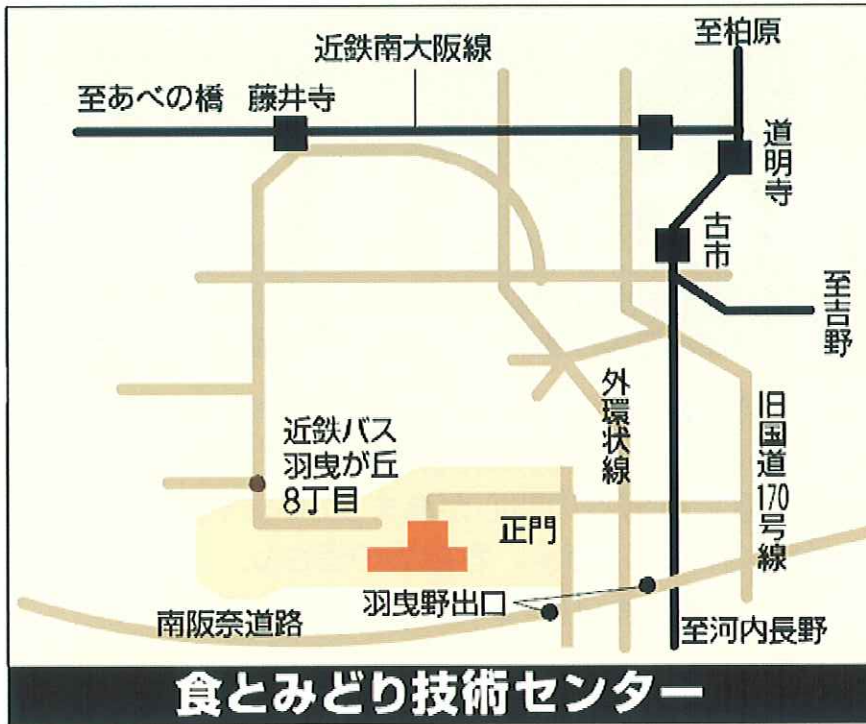 至柏原
近鉄南大阪線
至あべの橋
藤井寺
道明寺
古市
至吉野
外環状線
旧国道170号線
近鉄バス
羽曳が丘
8丁目
正門
羽曳野出口
南阪奈道路
至河内長野
食とみどり技術センター